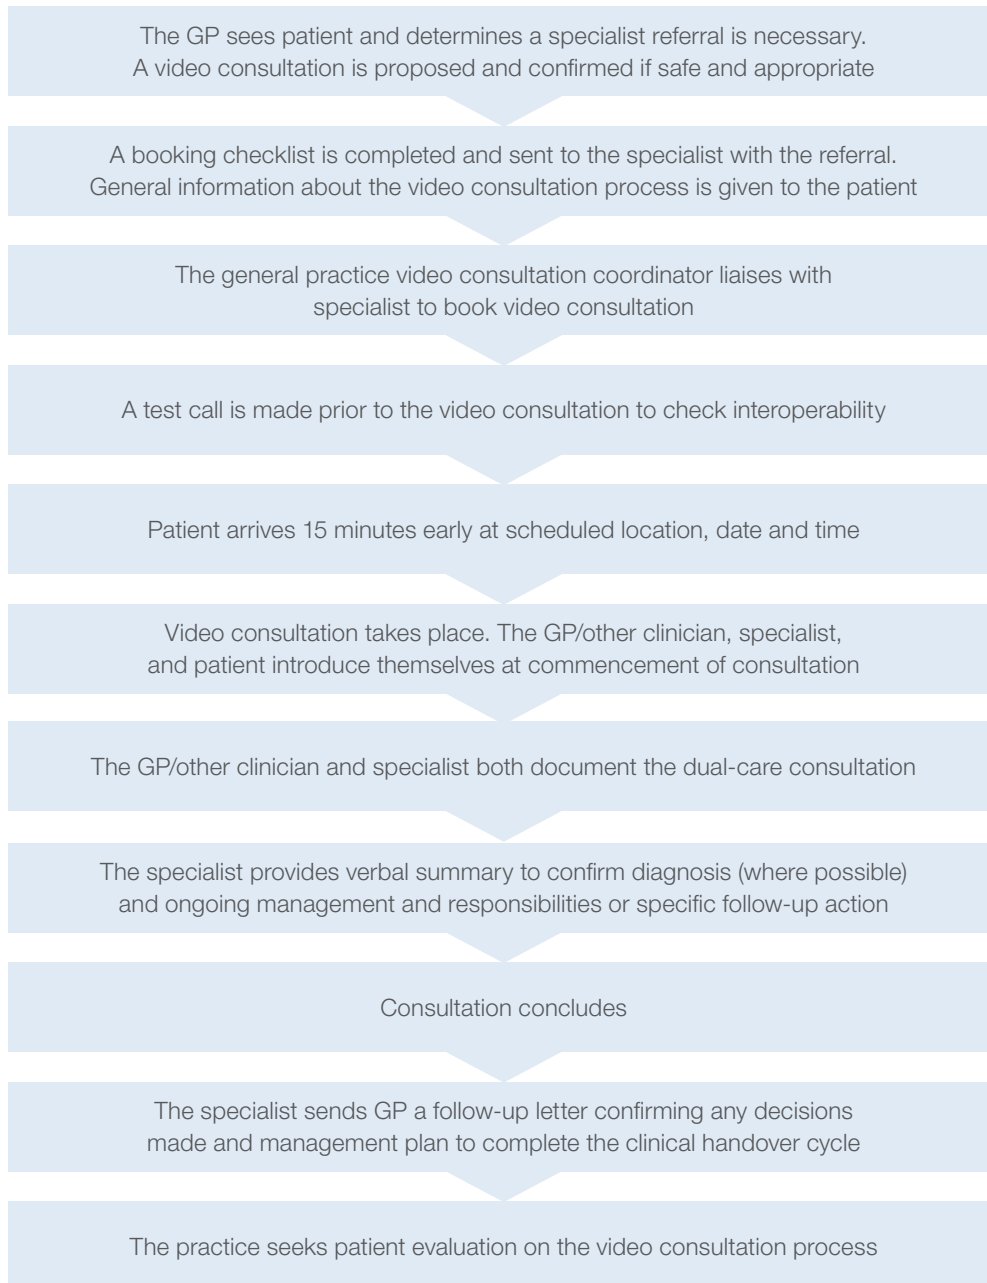 The GP sees patient and determines a specialist referral is necessary.
A video consultation is proposed and confirmed if safe and appropriate
A booking checklist is completed and sent to the specialist with the referral.
General information about the video consultation process is given to the patient
The general practice video consultation coordinator liaises with
specialist to book video consultation
A test call is made prior to the video consultation to check interoperability
Patient arrives 15 minutes early at scheduled location, date and time
Video consultation takes place. The GP/other clinician, specialist,
and patient introduce themselves at commencement of consultation
The GP/other clinician and specialist both document the dual-care consultation
The specialist provides verbal summary to confirm diagnosis (where possible)
and ongoing management and responsibilities or specific follow-up action
Consultation concludes
The specialist sends GP a follow-up letter confirming any decisions
made and management plan to complete the clinical handover cycle
The practice seeks patient evaluation on the video consultation process